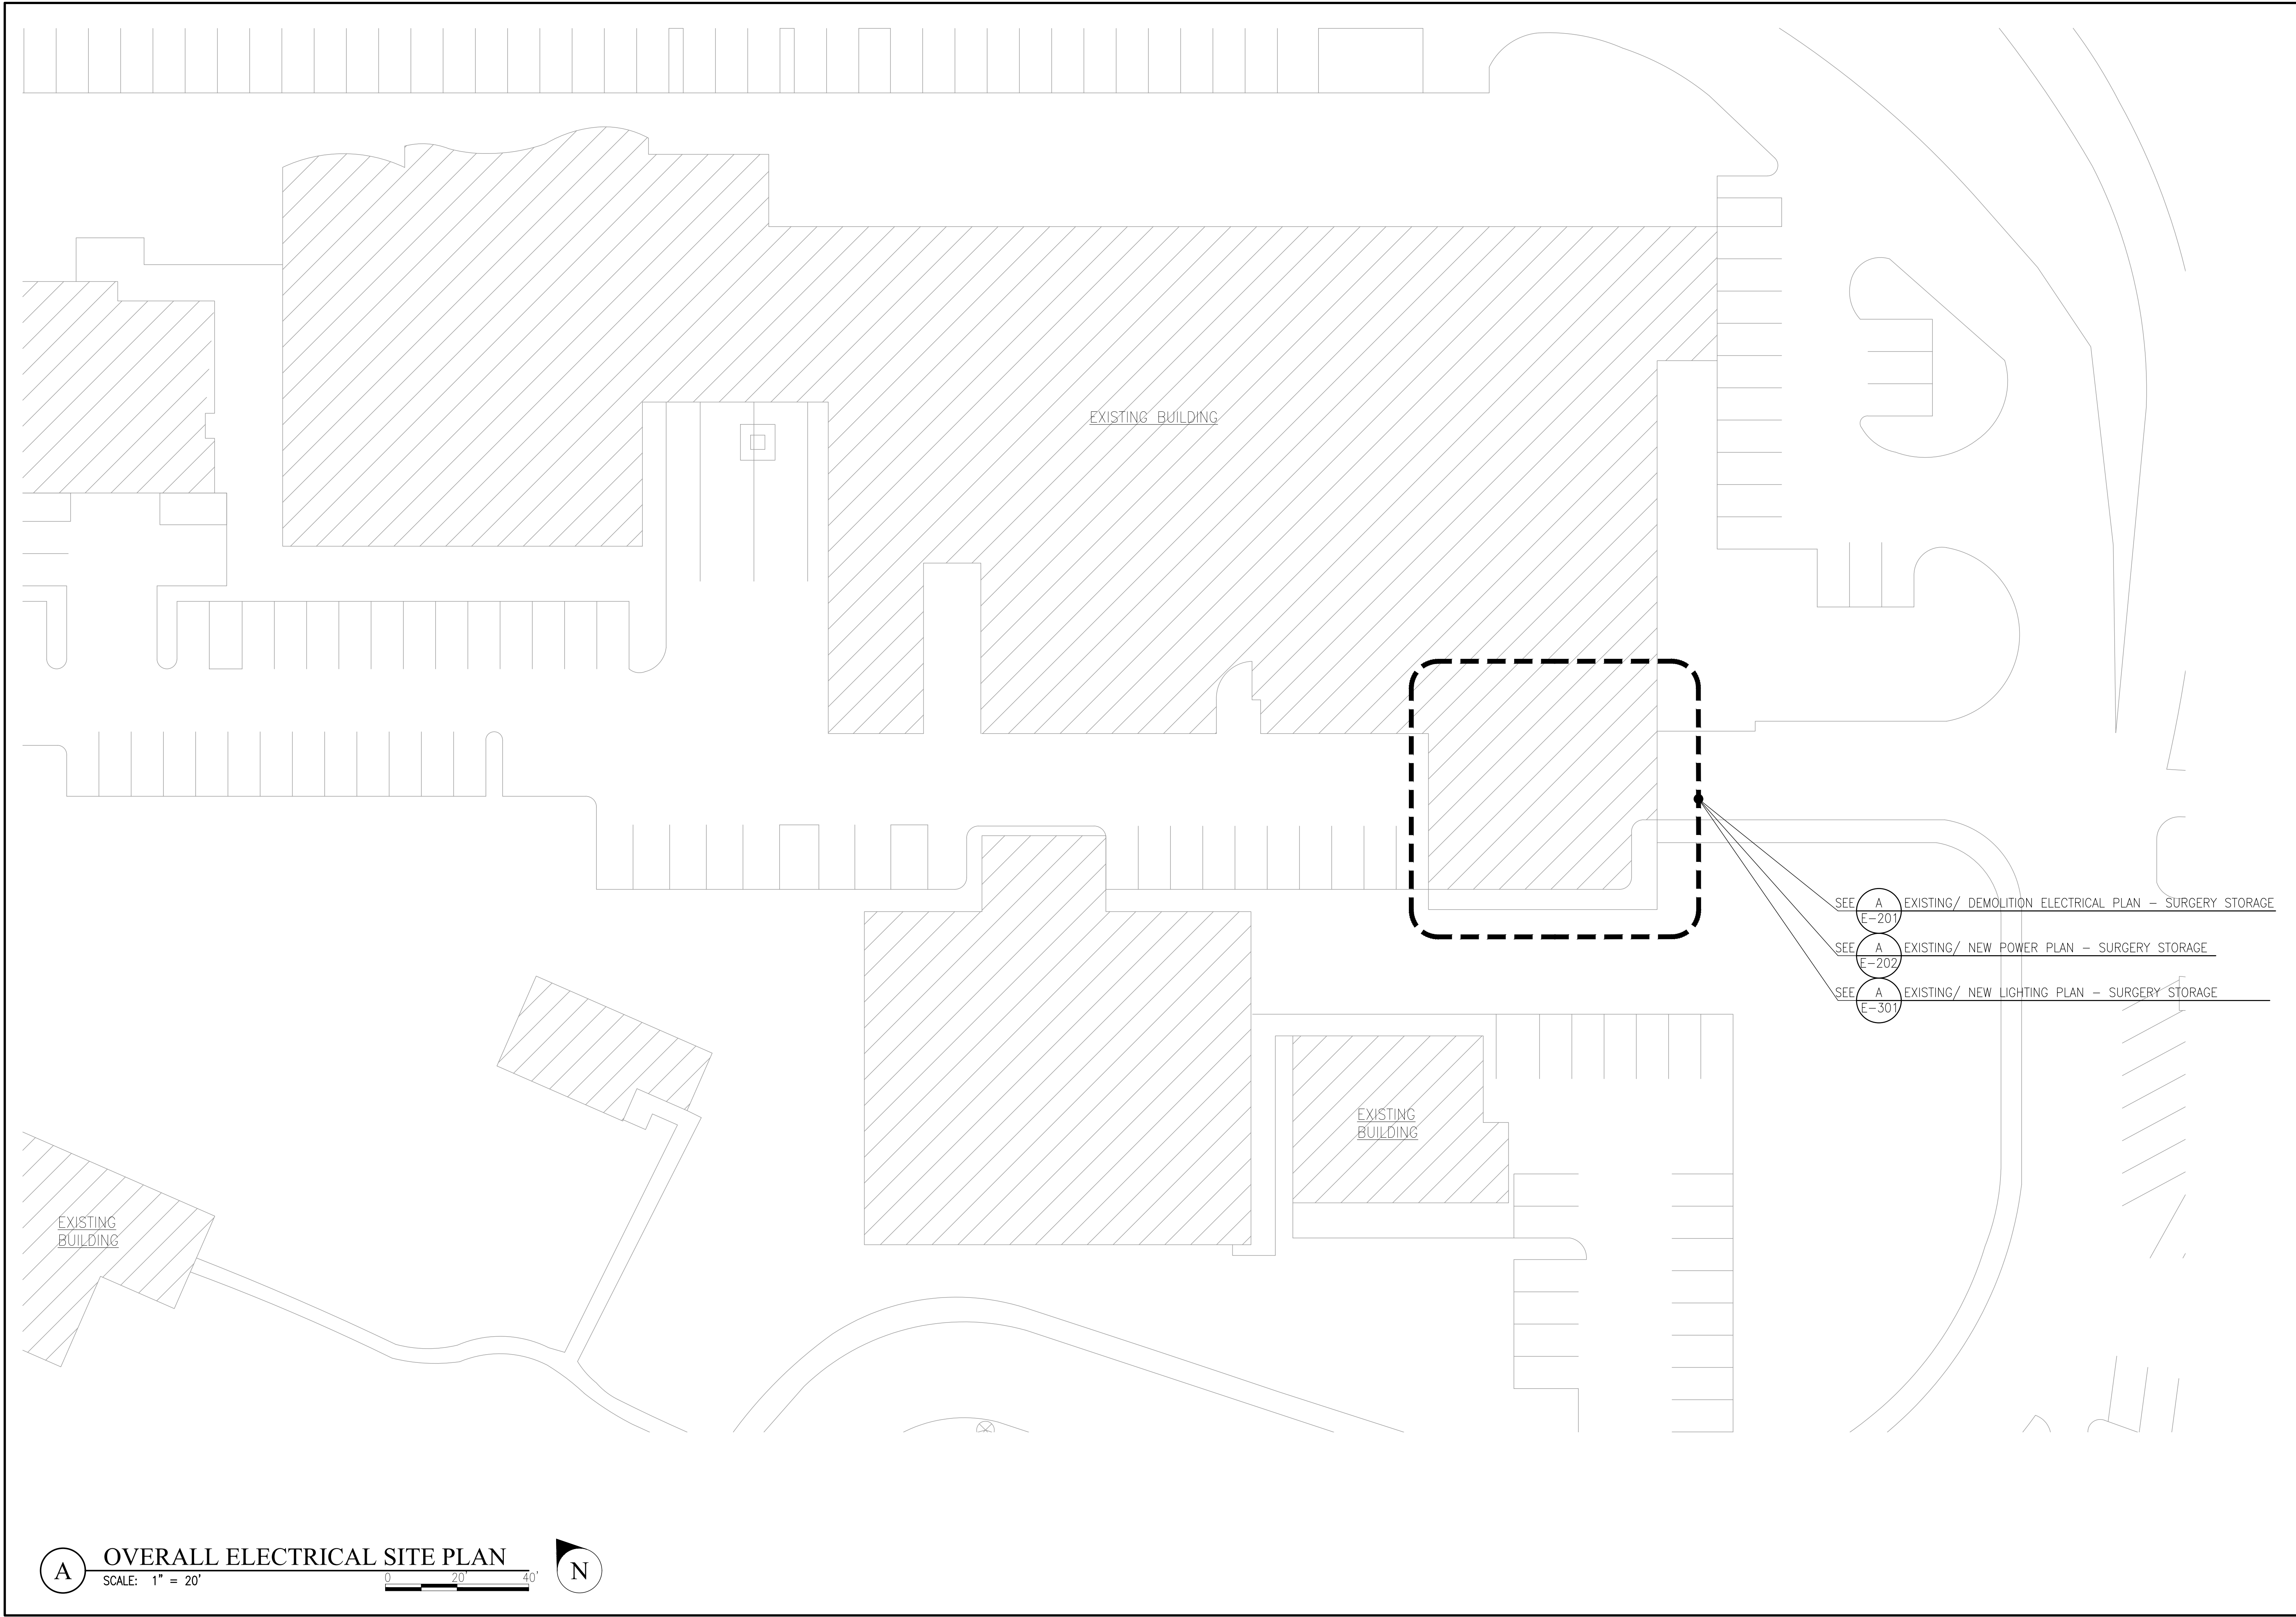 EXISTING BUILDING
SEE A EXISTING/ DEMOLITION ELECTRICAL PLAN – SURGERY STORAGE
E–201
SEE A EXISTING/ NEW POWER PLAN – SURGERY STORAGE
E–202
SEE A EXISTING/ NEW LIGHTING PLAN – SURGERY STORAGE
E–301
EXISTING
BUILDING
EXISTING
BUILDING
A OVERALL ELECTRICAL SITE PLAN
SCALE: 1" = 20'
0 20' 40'
N